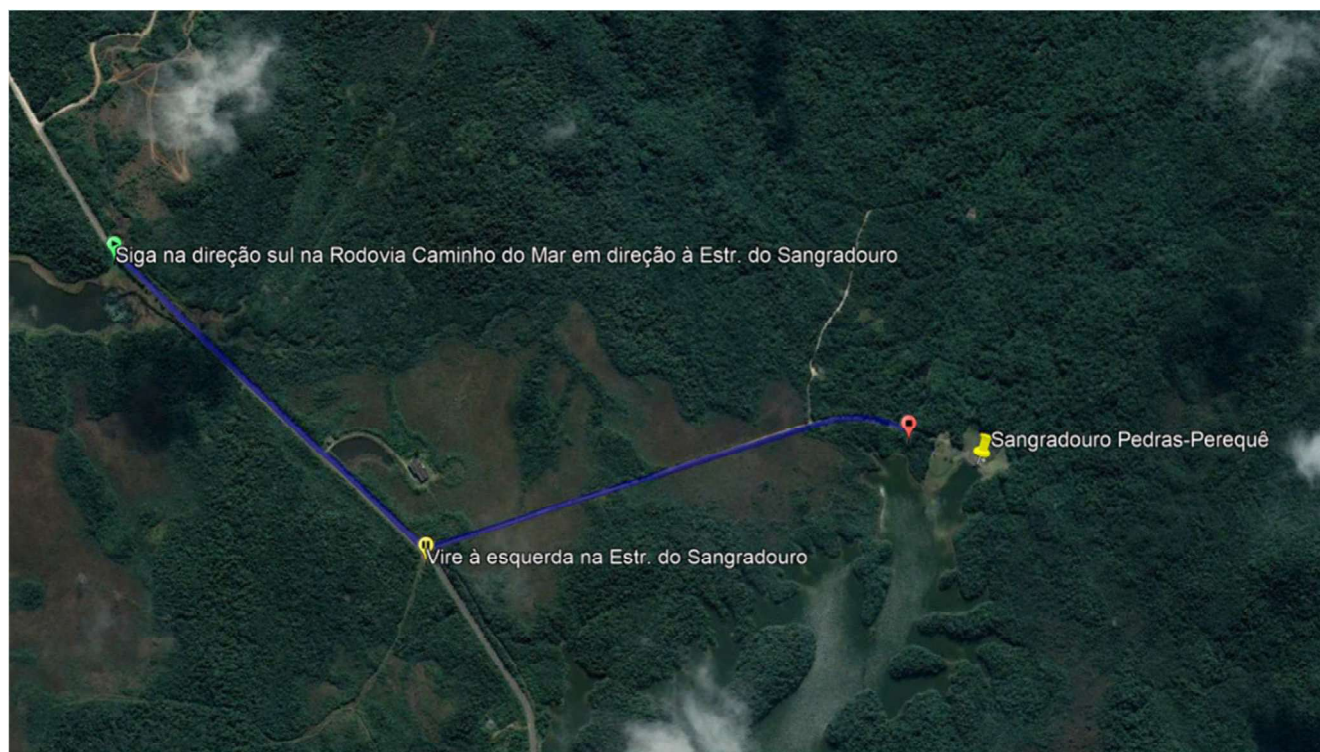 Siga na direção sul na Rodovia Caminho do Mar em direção à Estr. do Sangradouro
Sangradouro Pedras-Perequê
Vire à esquerda na Estr. do Sangradouro